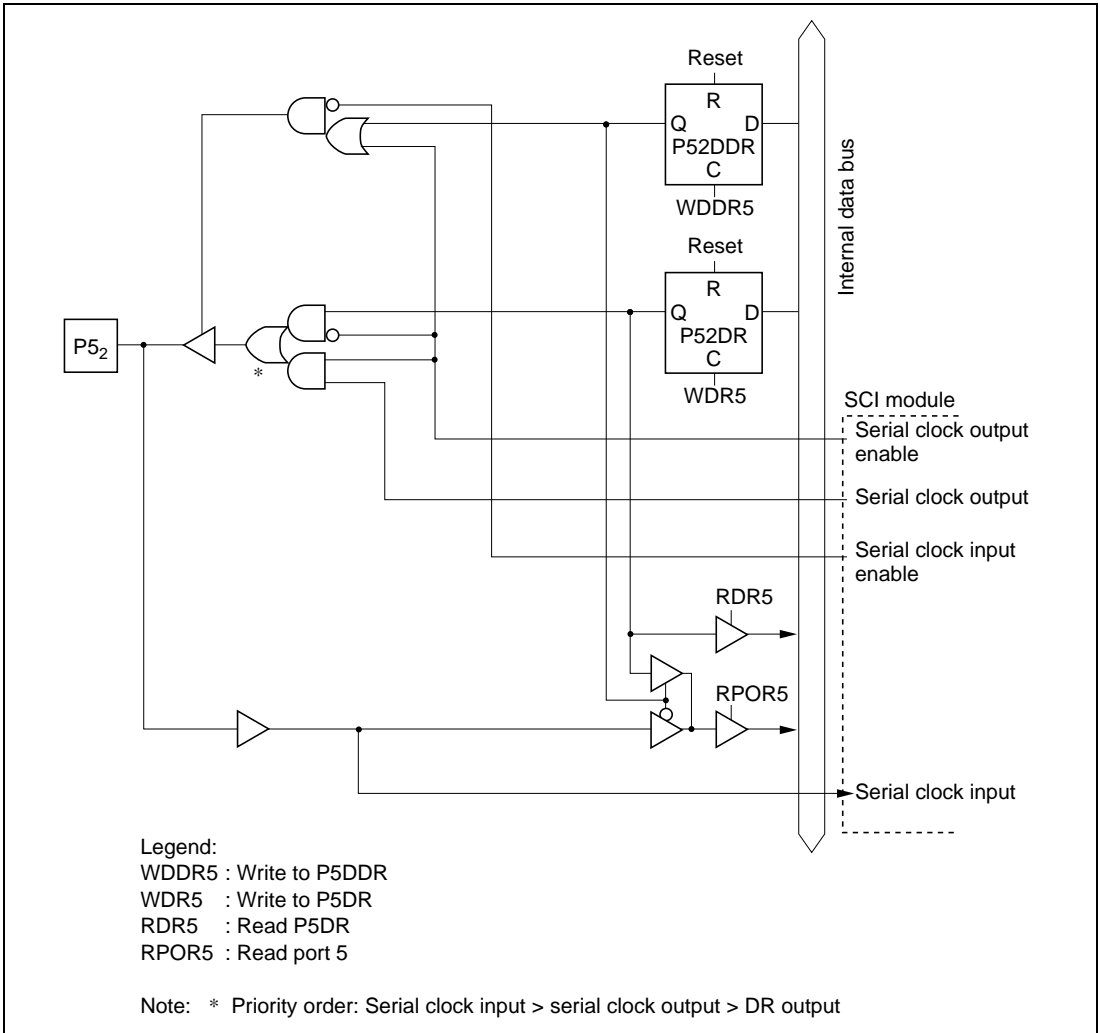 Reset
R
Q D
P52DDR
C
WDDR5
Internal data bus
Reset
R
Q D
P52DR
C
WDR5
P5₂
*
SCI module
Serial clock output
enable
Serial clock output
Serial clock input
enable
RDR5
RPOR5
Serial clock input
Legend:
WDDR5 : Write to P5DDR
WDR5 : Write to P5DR
RDR5 : Read P5DR
RPOR5 : Read port 5
Note: * Priority order: Serial clock input > serial clock output > DR output